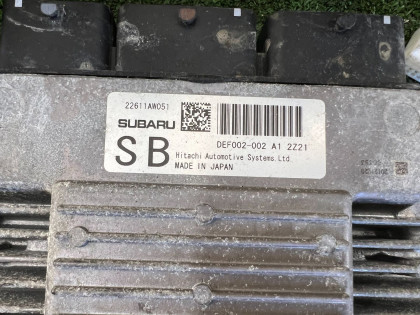 22611AW051
SUBARU
SB
DEF002-002 A1 2Z21
Hitachi Automotive Systems Ltd
MADE IN JAPAN